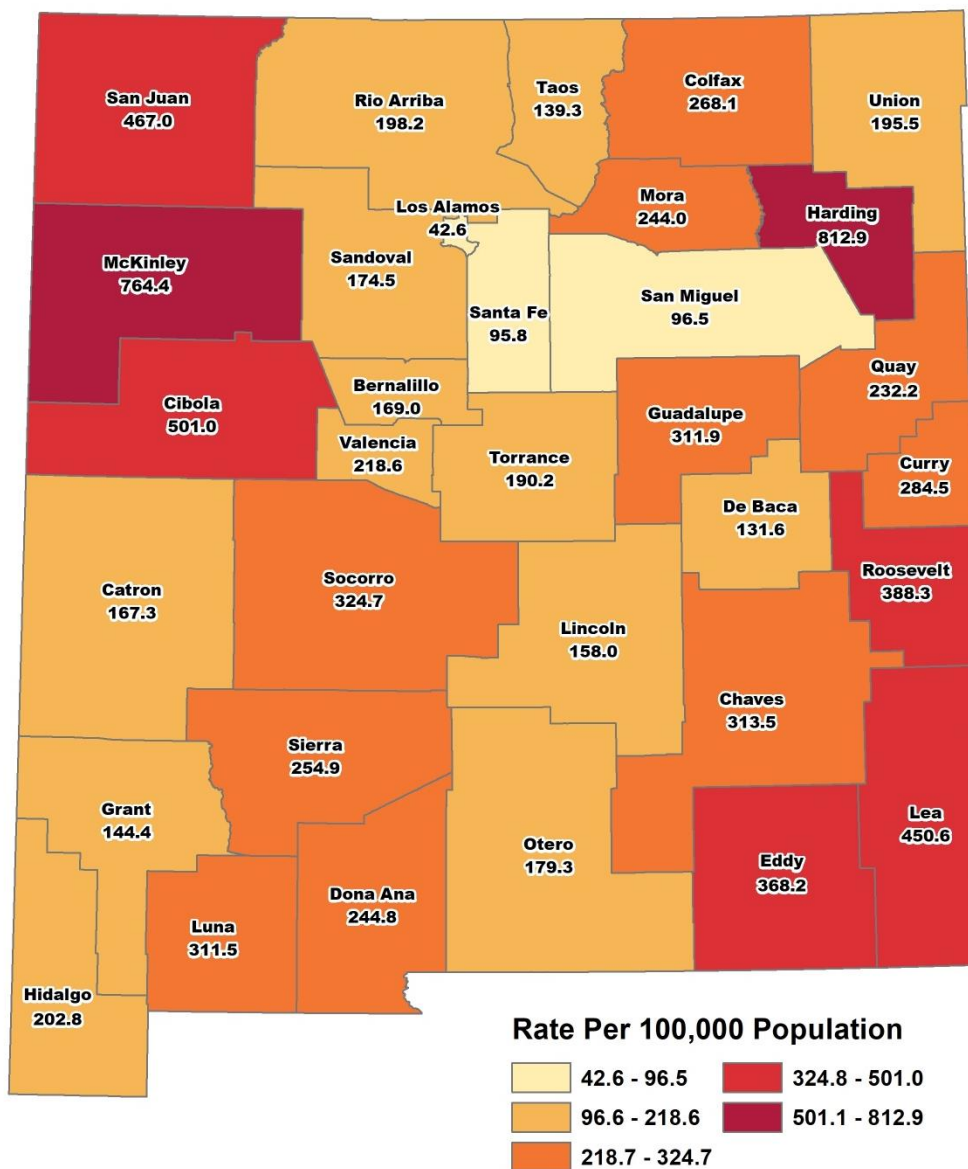 San Juan
467.0
Rio Arriba
198.2
Taos
139.3
Colfax
268.1
Union
195.5
Los Alamos
42.6
Mora
244.0
Harding
812.9
McKinley
764.4
Sandoval
174.5
Santa Fe
95.8
San Miguel
96.5
Quay
232.2
Cibola
501.0
Bernalillo
169.0
Valencia
218.6
Torrance
190.2
Guadalupe
311.9
Curry
284.5
De Baca
131.6
Catron
167.3
Socorro
324.7
Roosevelt
388.3
Lincoln
158.0
Chaves
313.5
Sierra
254.9
Grant
144.4
Otero
179.3
Lea
450.6
Eddy
368.2
Dona Ana
244.8
Luna
311.5
Hidalgo
202.8
Rate Per 100,000 Population
42.6 - 96.5
96.6 - 218.6
218.7 - 324.7
324.8 - 501.0
501.1 - 812.9